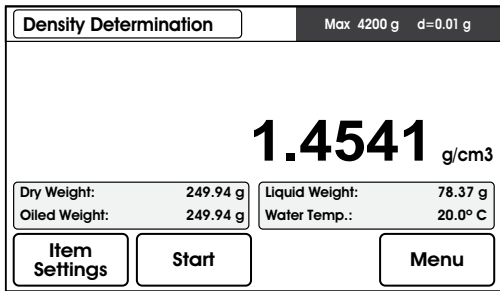 Density Determination
Max 4200 g d=0.01 g
1.4541 g/cm3
Dry Weight: 249.94 g
Oiled Weight: 249.94 g
Liquid Weight: 78.37 g
Water Temp.: 20.0º C
Item
Settings
Start
Menu